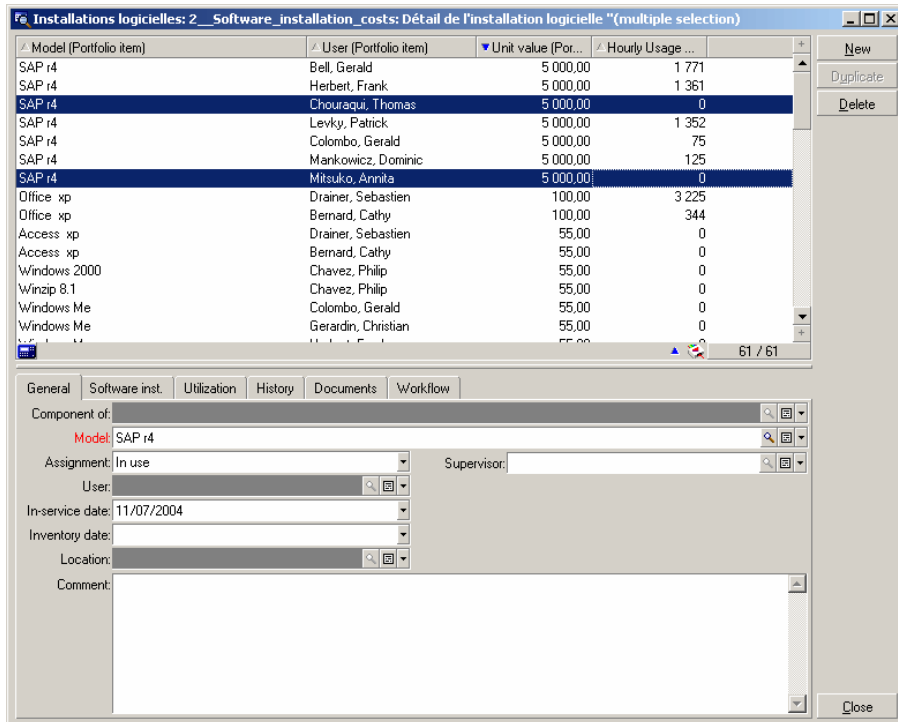 Installations logicielles: 2__Software_installation_costs: Détail de l'installation logicielle "(multiple selection)
Model (Portfolio item) User (Portfolio item) Unit value (Por... Hourly Usage ...
SAP r4 Bell, Gerald 5 000,00 1 771
SAP r4 Herbert, Frank 5 000,00 1 361
SAP r4 Chouraqui, Thomas 5 000,00 0
SAP r4 Levky, Patrick 5 000,00 1 352
SAP r4 Colombo, Gerald 5 000,00 75
SAP r4 Mankowicz, Dominic 5 000,00 125
SAP r4 Mitsuko, Annita 5 000,00 0
Office xp Drainer, Sebastien 100,00 3 225
Office xp Bernard, Cathy 100,00 344
Access xp Drainer, Sebastien 55,00 0
Access xp Bernard, Cathy 55,00 0
Windows 2000 Chavez, Philip 55,00 0
Winzip 8.1 Chavez, Philip 55,00 0
Windows Me Colombo, Gerald 55,00 0
Windows Me Gerardin, Christian 55,00 0
61 / 61
New
Duplicate
Delete
General Software inst. Utilization History Documents Workflow
Component of:
Model: SAP r4
Assignment: In use Supervisor:
User:
In-service date: 11/07/2004
Inventory date:
Location:
Comment:
Close